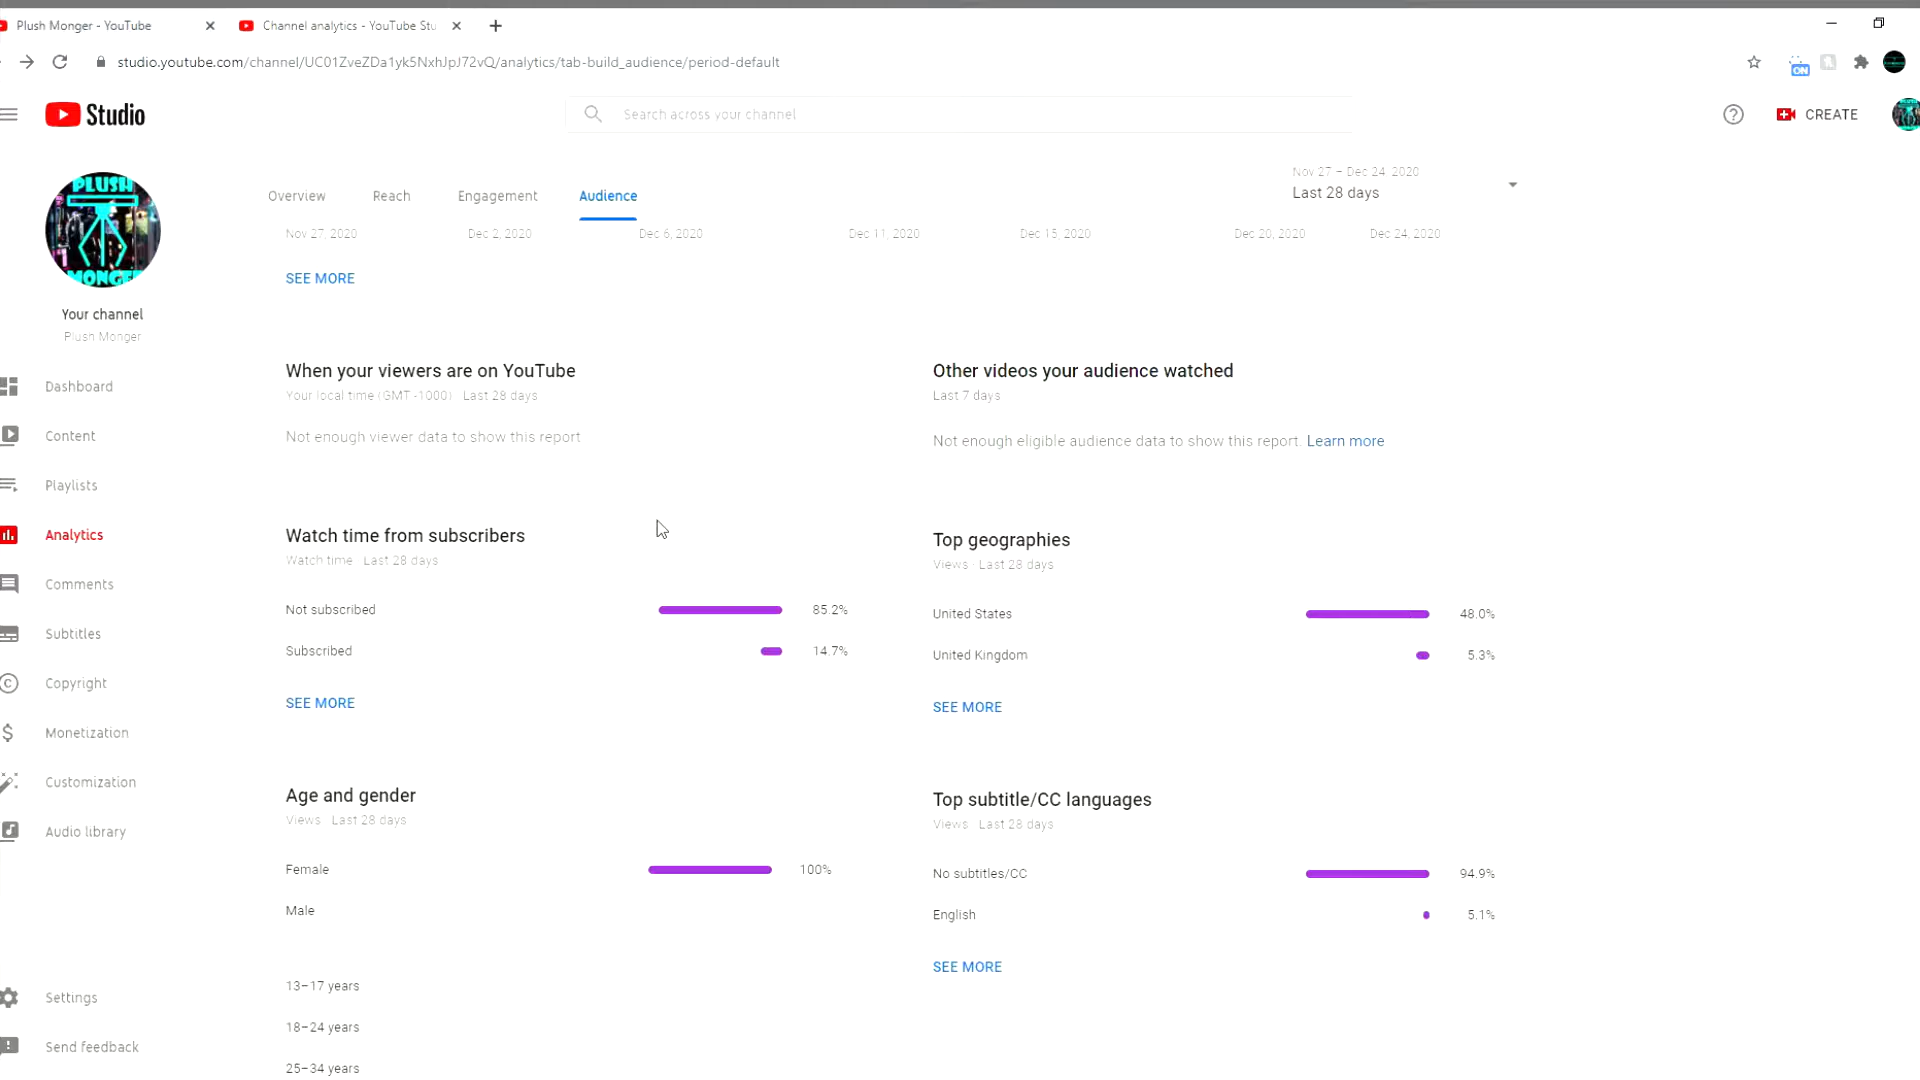 Plush Monger - YouTube
Channel analytics - YouTube Stu
studio.youtube.com/channel/UC01ZveZDa1yk5NxhJpJ72vQ/analytics/tab-build_audience/period-default
ON
Studio
Search across your channel
CREATE
PLUSH
MONGER
Your channel
Plush Monger
Dashboard
Content
Playlists
Analytics
Comments
Subtitles
Copyright
Monetization
Customization
Audio library
Settings
Send feedback
Overview
Reach
Engagement
Audience
Nov 27 – Dec 24, 2020
Last 28 days
Nov 27, 2020
Dec 2, 2020
Dec 6, 2020
Dec 11, 2020
Dec 15, 2020
Dec 20, 2020
Dec 24, 2020
SEE MORE
When your viewers are on YouTube
Your local time (GMT -1000) · Last 28 days
Not enough viewer data to show this report
Other videos your audience watched
Last 7 days
Not enough eligible audience data to show this report. Learn more
Watch time from subscribers
Watch time · Last 28 days
Not subscribed 85.2%
Subscribed 14.7%
SEE MORE
Top geographies
Views · Last 28 days
United States 48.0%
United Kingdom 5.3%
SEE MORE
Age and gender
Views · Last 28 days
Female 100%
Male
13–17 years
18–24 years
25–34 years
Top subtitle/CC languages
Views · Last 28 days
No subtitles/CC 94.9%
English 5.1%
SEE MORE